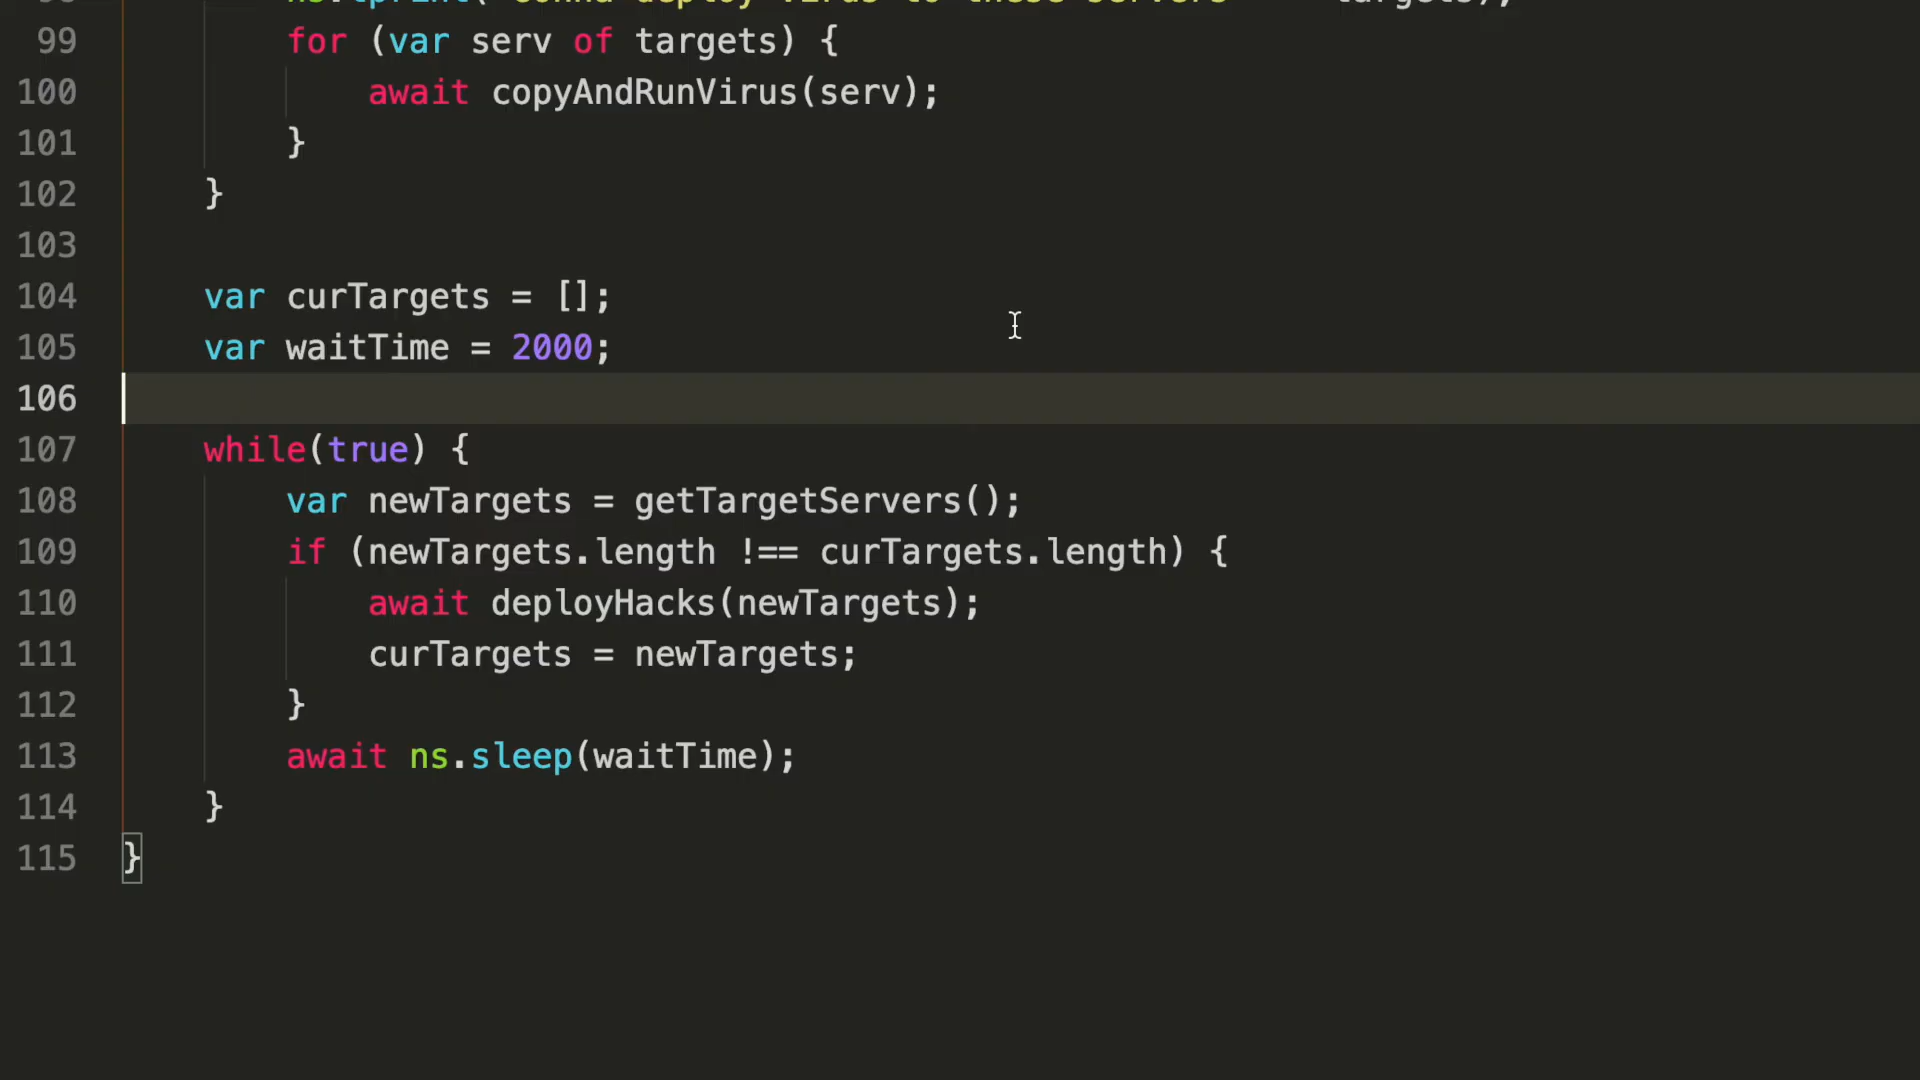 for (var serv of targets) {
99
await copyAndRunVirus(serv);
100
}
101
}
102
103
var curTargets = [];
104
var waitTime = 2000;
105
106
while(true) {
107
var newTargets = getTargetServers();
108
if (newTargets.length !== curTargets.length) {
109
await deployHacks(newTargets);
110
curTargets = newTargets;
111
}
112
await ns.sleep(waitTime);
113
}
114
}
115